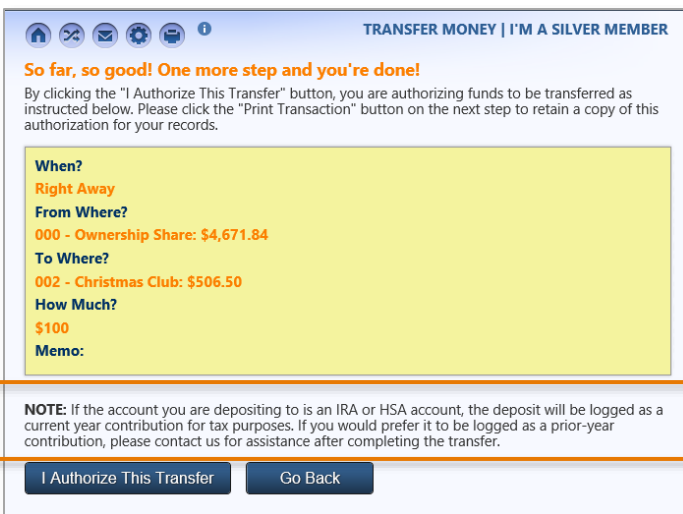 TRANSFER MONEY | I'M A SILVER MEMBER
So far, so good! One more step and you're done!
By clicking the "I Authorize This Transfer" button, you are authorizing funds to be transferred as
instructed below. Please click the "Print Transaction" button on the next step to retain a copy of this
authorization for your records.
When?
Right Away
From Where?
000 - Ownership Share: $4,671.84
To Where?
002 - Christmas Club: $506.50
How Much?
$100
Memo:
NOTE: If the account you are depositing to is an IRA or HSA account, the deposit will be logged as a
current year contribution for tax purposes. If you would prefer it to be logged as a prior-year
contribution, please contact us for assistance after completing the transfer.
I Authorize This Transfer Go Back